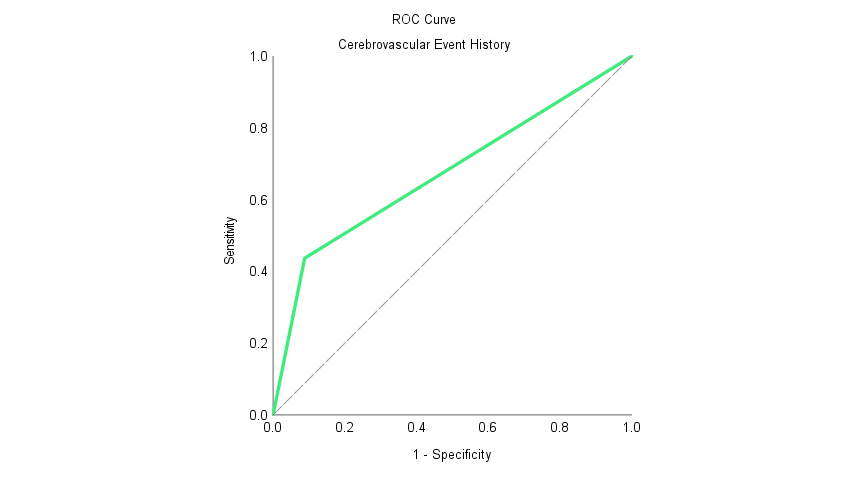 ROC Curve
Cerebrovascular Event History
1.0
0.8
0.6
0.4
0.2
0.0
Sensitivity
0.0 0.2 0.4 0.6 0.8 1.0
1 - Specificity